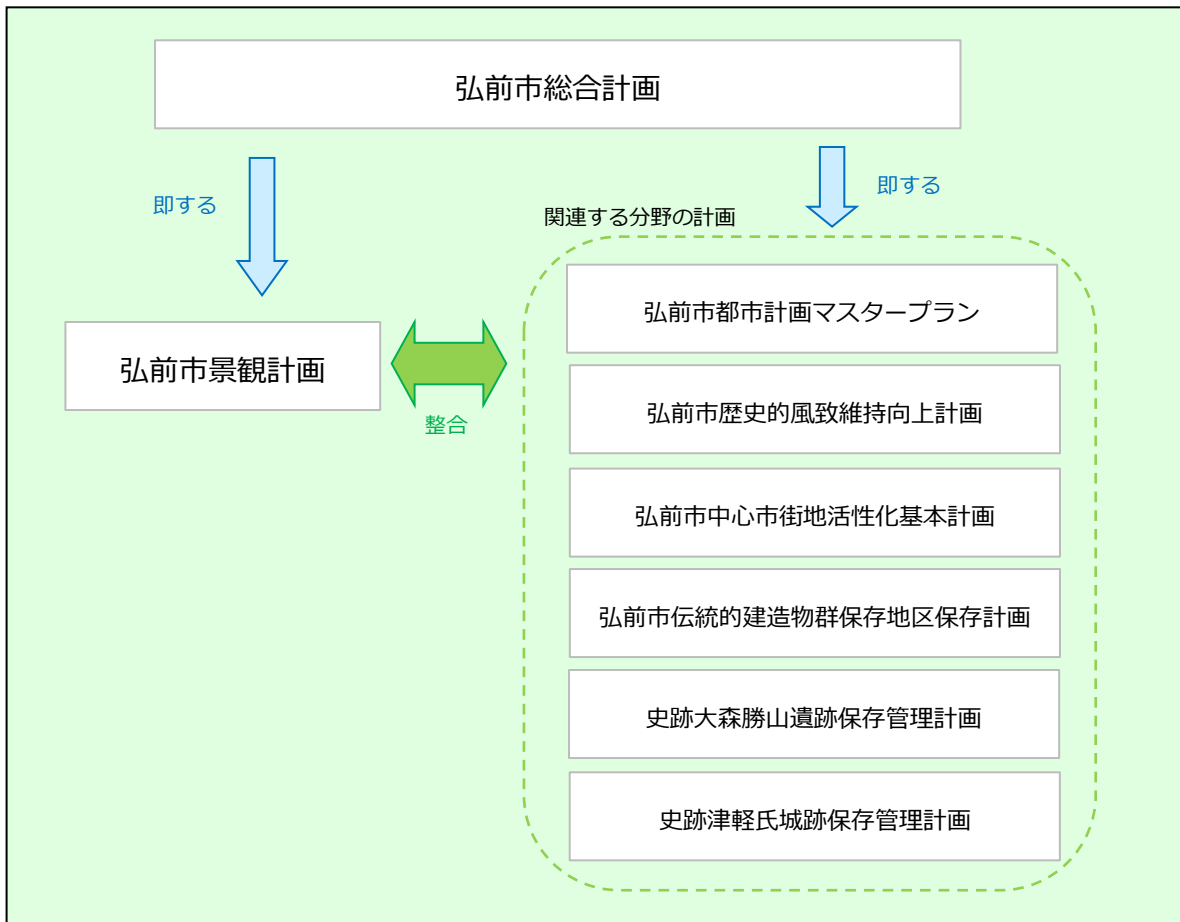 弘前市総合計画
即する
即する
関連する分野の計画
弘前市都市計画マスタープラン
弘前市景観計画
整合
弘前市歴史的風致維持向上計画
弘前市中心市街地活性化基本計画
弘前市伝統的建造物群保存地区保存計画
史跡大森勝山遺跡保存管理計画
史跡津軽氏城跡保存管理計画